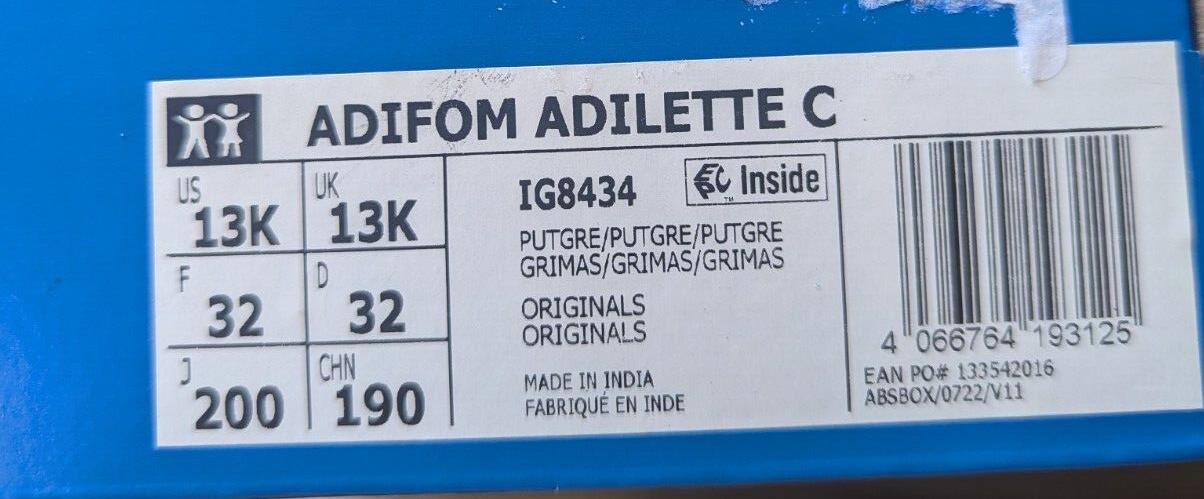 ADIFOM ADILETTE C
US 13K
UK 13K
F 32
D 32
J 200
CHN 190
IG8434
Inside
TM
PUTGRE/PUTGRE/PUTGRE
GRIMAS/GRIMAS/GRIMAS
ORIGINALS
ORIGINALS
MADE IN INDIA
FABRIQUÉ EN INDE
4 066764 193125
EAN PO# 133542016
ABSBOX/0722/V11